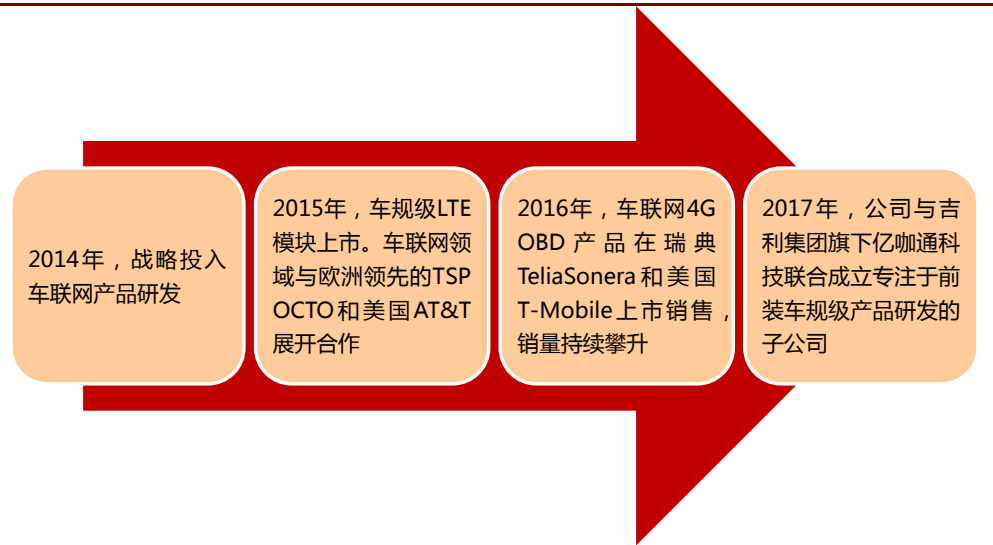 2014年，战略投入
车联网产品研发
2015年，车规级LTE
模块上市。车联网领
域与欧洲领先的TSP
OCTO和美国AT&T
展开合作
2016年，车联网4G
OBD产品在瑞典
TeliaSonera和美国
T-Mobile上市销售，
销量持续攀升
2017年，公司与吉
利集团旗下亿咖通科
技联合成立专注于前
装车规级产品研发的
子公司